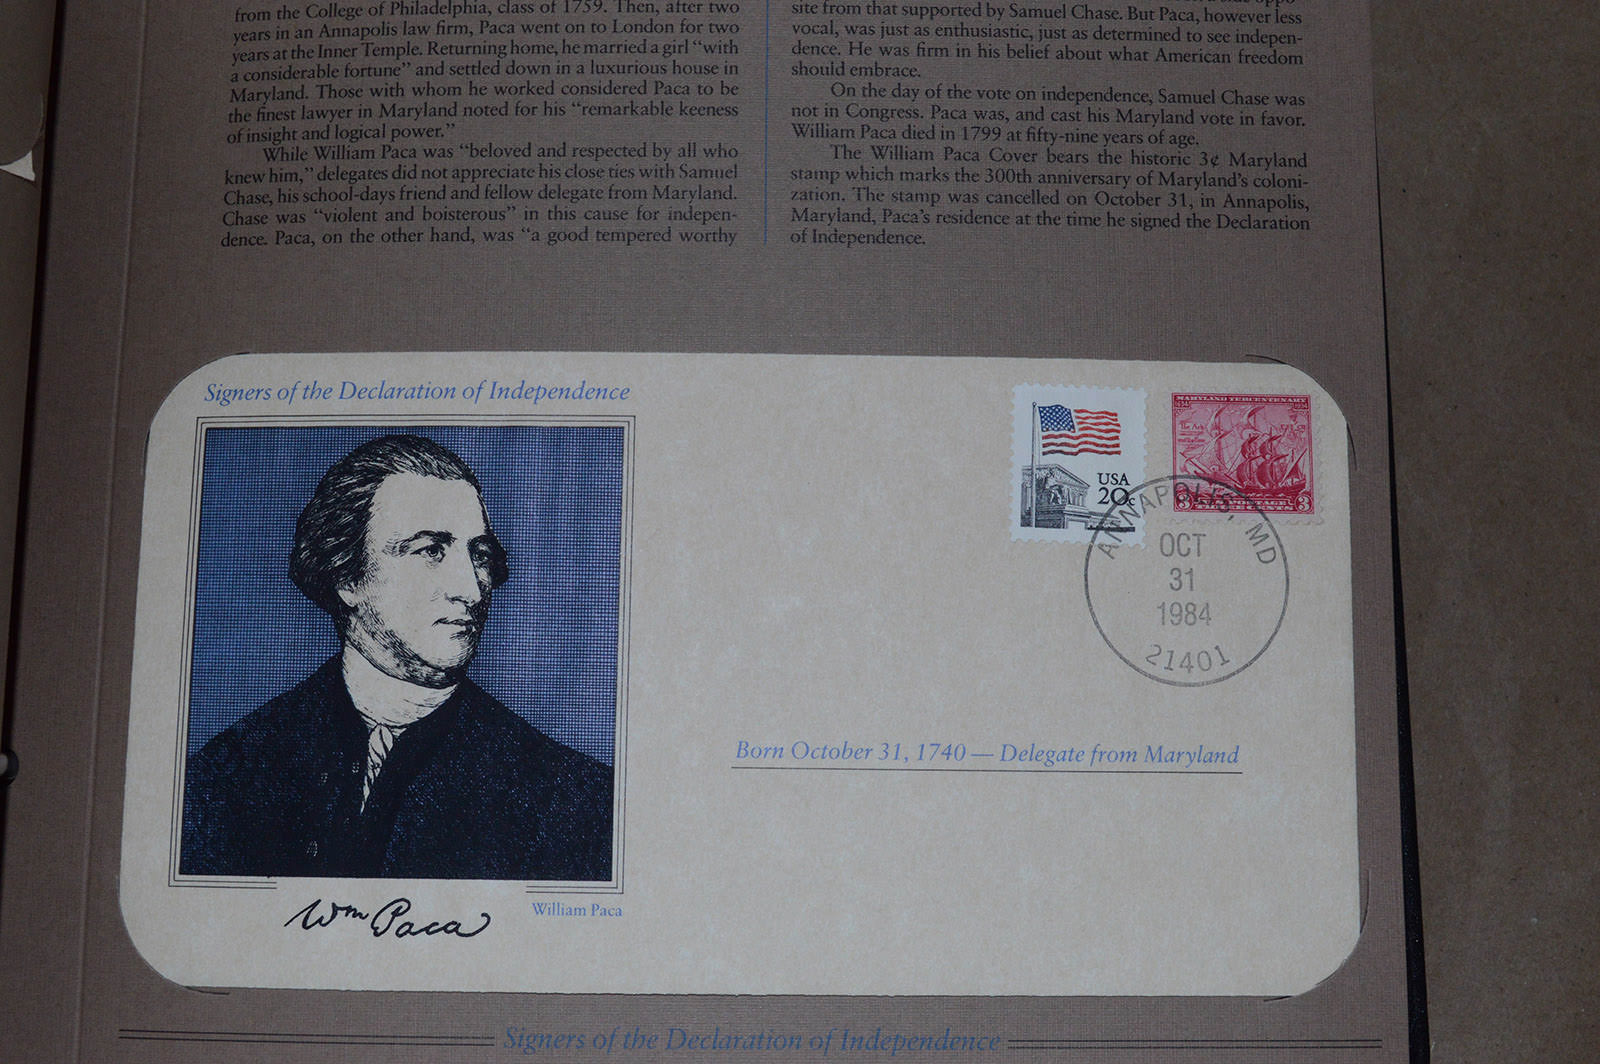 from the College of Philadelphia, class of 1759. Then, after two
years in an Annapolis law firm, Paca went on to London for two
years at the Inner Temple. Returning home, he married a girl “with
a considerable fortune” and settled down in a luxurious house in
Maryland. Those with whom he worked considered Paca to be
the finest lawyer in Maryland noted for his “remarkable keeness
of insight and logical power.”
While William Paca was “beloved and respected by all who
knew him,” delegates did not appreciate his close ties with Samuel
Chase, his school-days friend and fellow delegate from Maryland.
Chase was “violent and boisterous” in this cause for indepen-
dence. Paca, on the other hand, was “a good tempered worthy
site from that supported by Samuel Chase. But Paca, however less
vocal, was just as enthusiastic, just as determined to see indepen-
dence. He was firm in his belief about what American freedom
should embrace.
On the day of the vote on independence, Samuel Chase was
not in Congress. Paca was, and cast his Maryland vote in favor.
William Paca died in 1799 at fifty-nine years of age.
The William Paca Cover bears the historic 3¢ Maryland
stamp which marks the 300th anniversary of Maryland’s coloni-
zation. The stamp was cancelled on October 31, in Annapolis,
Maryland, Paca’s residence at the time he signed the Declaration
of Independence.
Signers of the Declaration of Independence
USA
20c
MARYLAND TERCENTENARY
1634 1934
The Ark
and the Dove
3 3
CENTS
ANNAPOLIS, MD
OCT
31
1984
21401
Born October 31, 1740 — Delegate from Maryland
Wm Paca
William Paca
Signers of the Declaration of Independence